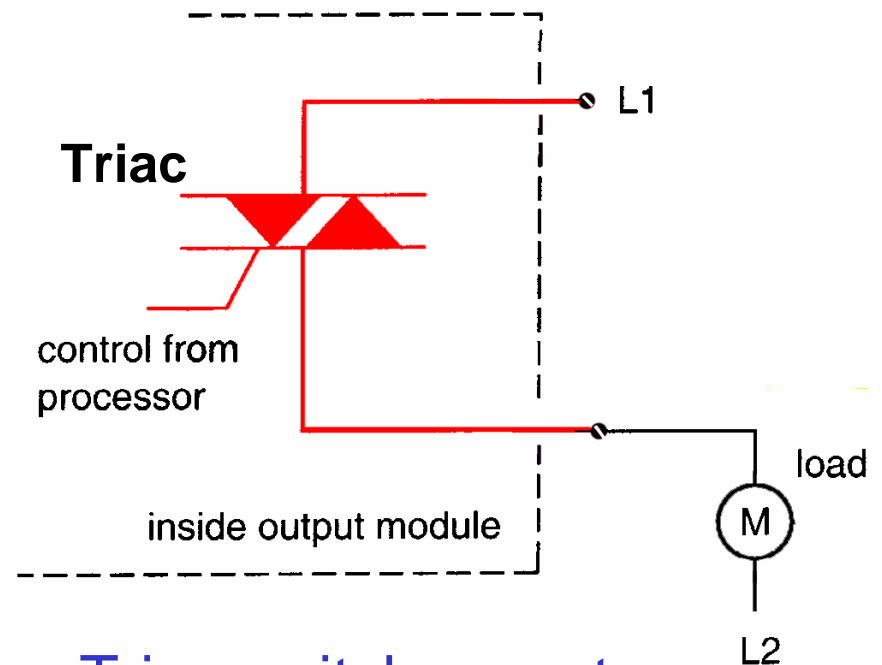 L1
Triac
control from
processor
load
inside output module
M
L2